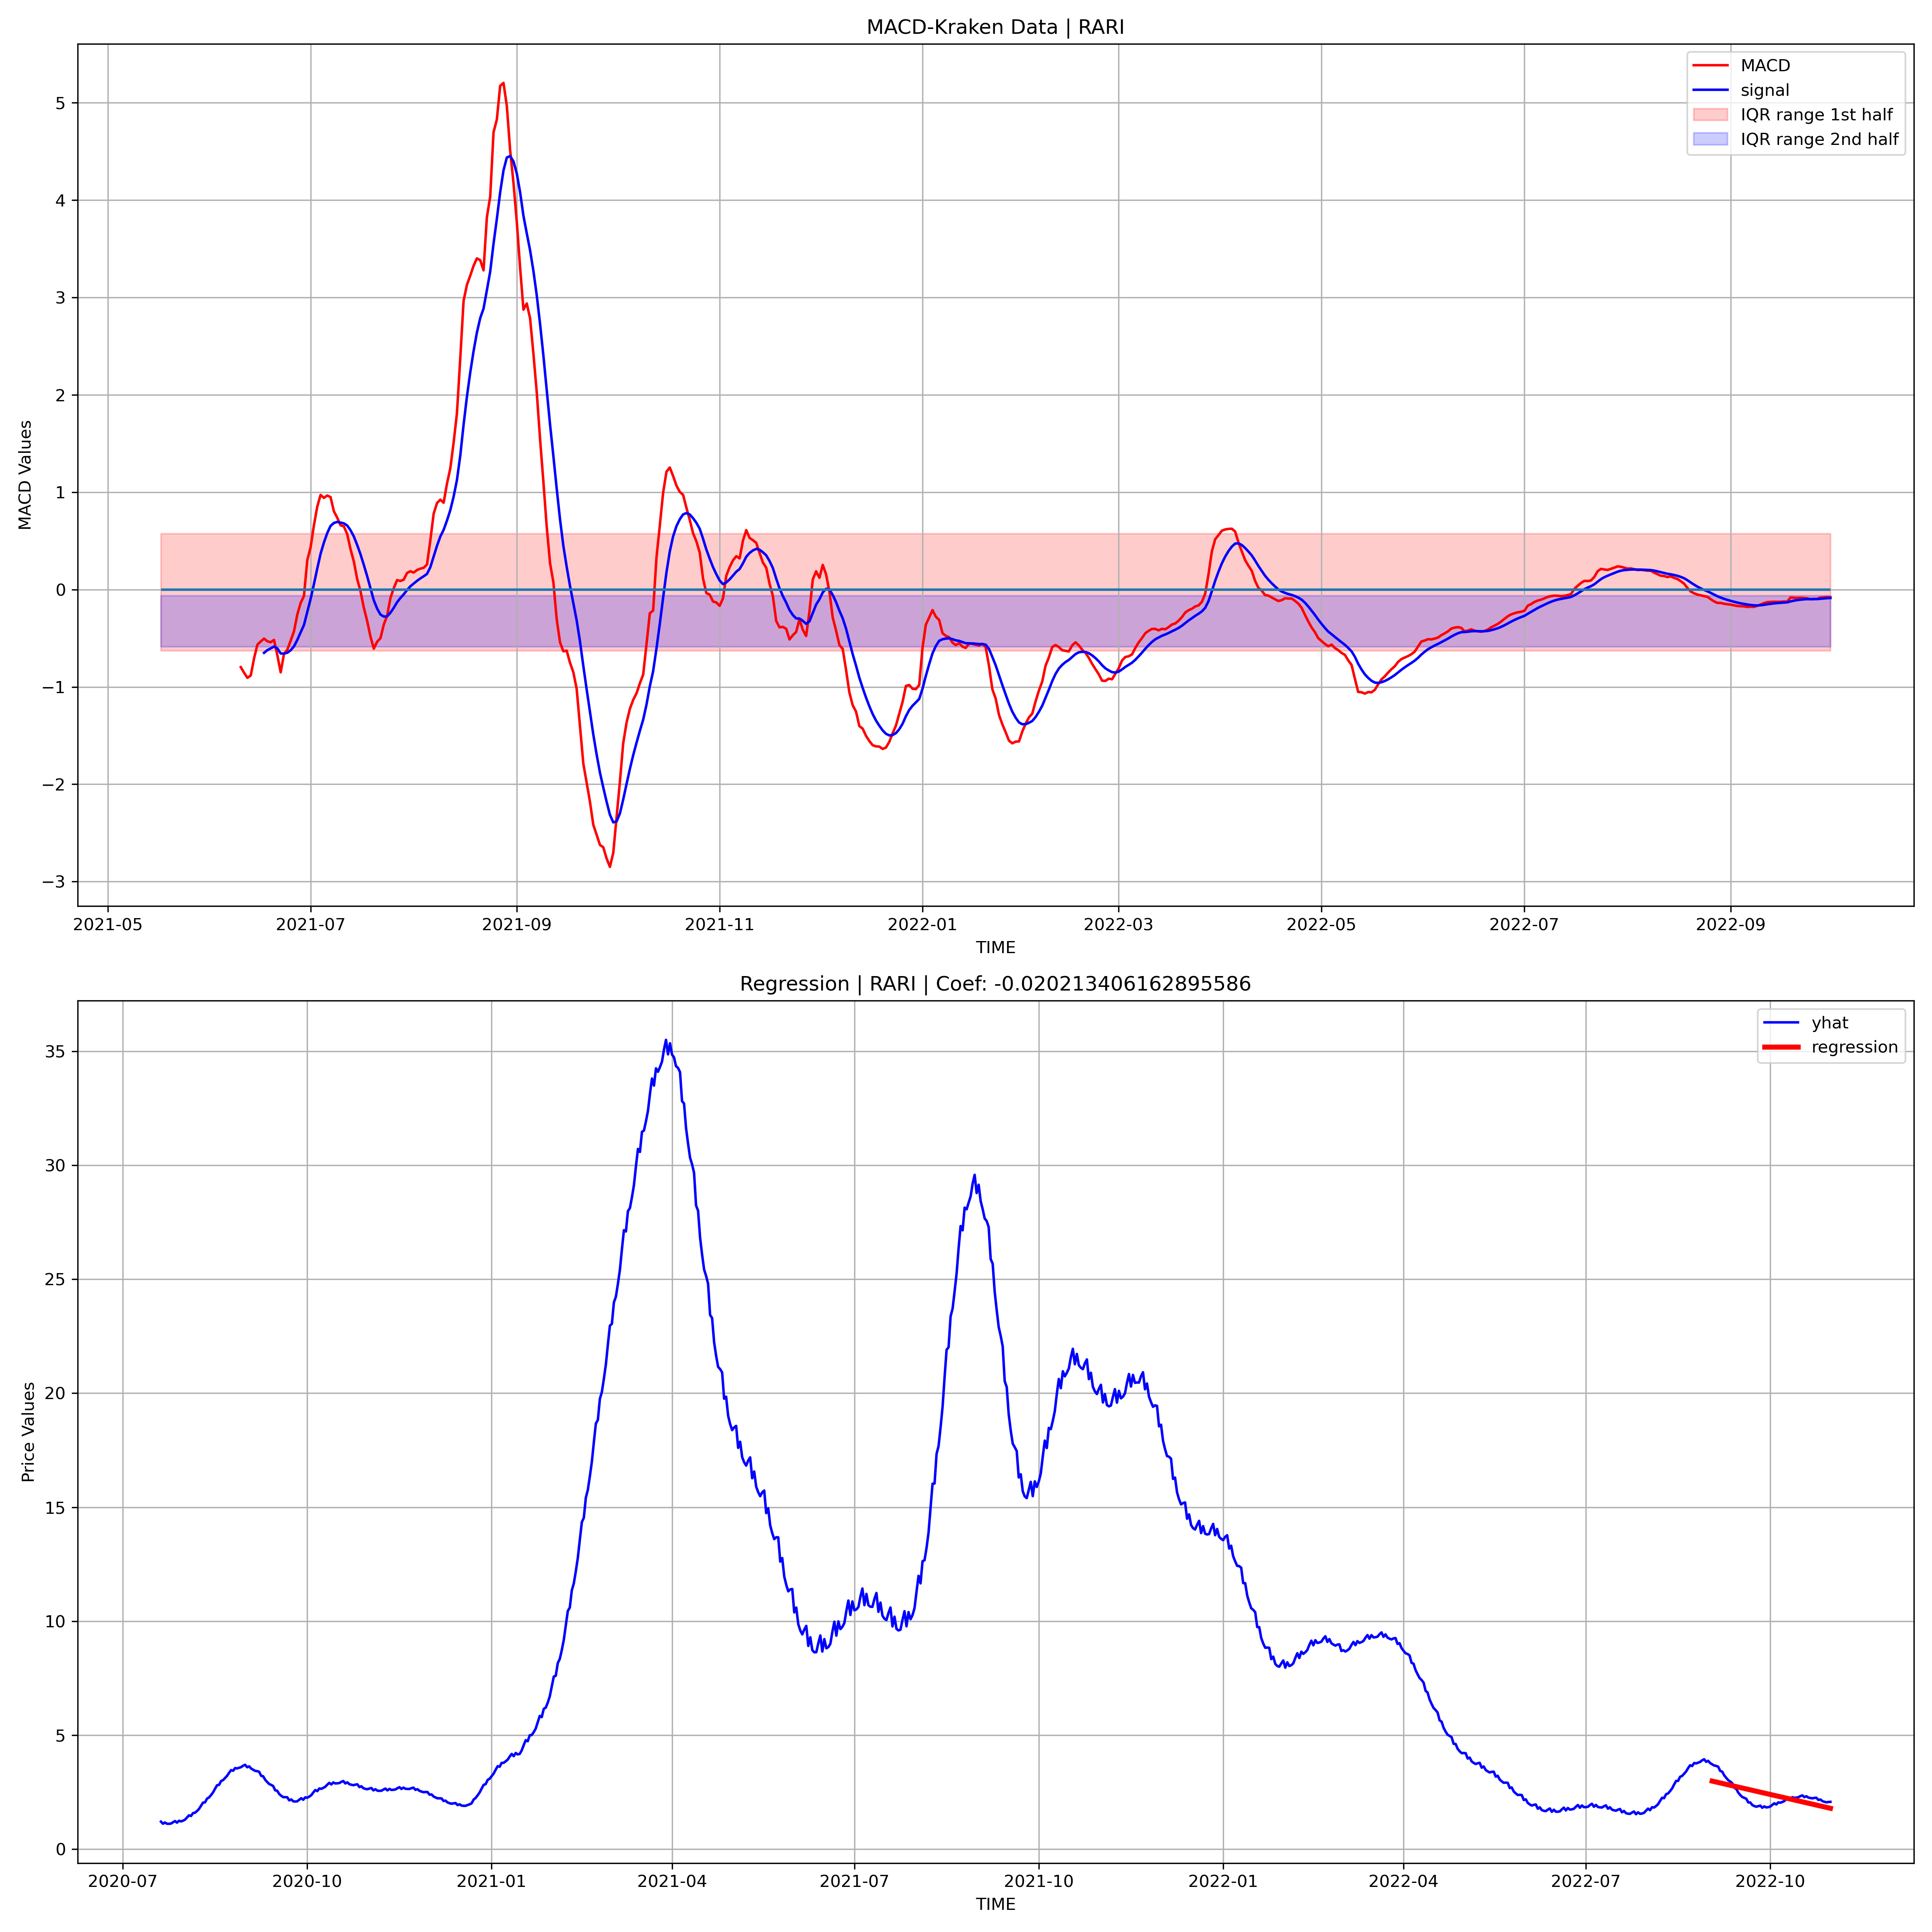 MACD-Kraken Data | RARI
MACD
signal
IQR range 1st half
IQR range 2nd half
MACD Values
5
4
3
2
1
0
−1
−2
−3
2021-05 2021-07 2021-09 2021-11 2022-01 2022-03 2022-05 2022-07 2022-09
TIME
Regression | RARI | Coef: -0.020213406162895586
yhat
regression
Price Values
35
30
25
20
15
10
5
0
2020-07 2020-10 2021-01 2021-04 2021-07 2021-10 2022-01 2022-04 2022-07 2022-10
TIME